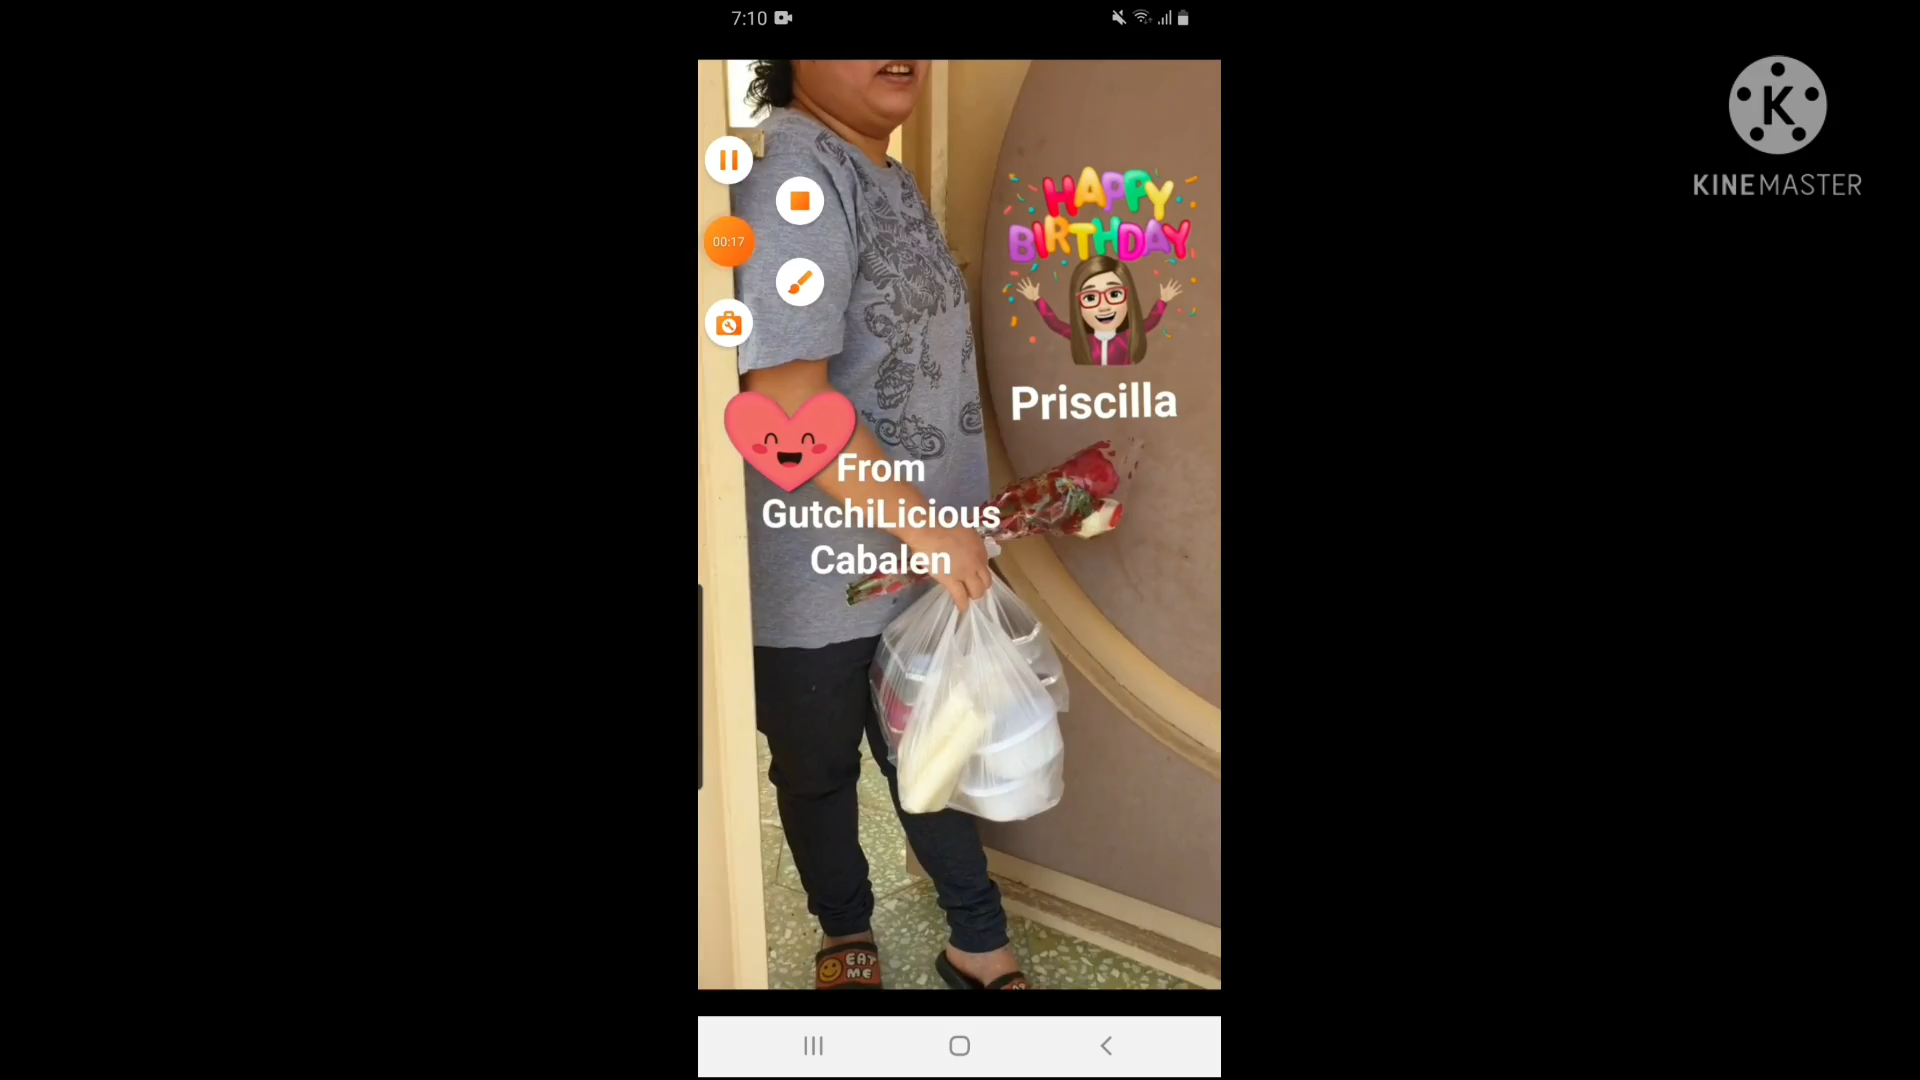 7:10
K
KINEMASTER
HAPPY
BIRTHDAY
00:17
Priscilla
From
GutchiLicious
Cabalen
EAT
ME